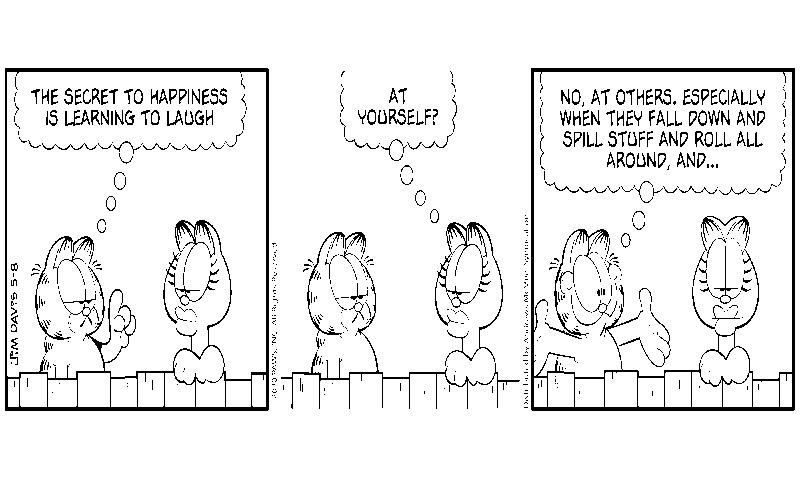 THE SECRET TO HAPPINESS
IS LEARNING TO LAUGH
AT
YOURSELF?
NO, AT OTHERS. ESPECIALLY
WHEN THEY FALL DOWN AND
SPILL STUFF AND ROLL ALL
AROUND, AND...
JIM DAVIS 5-8